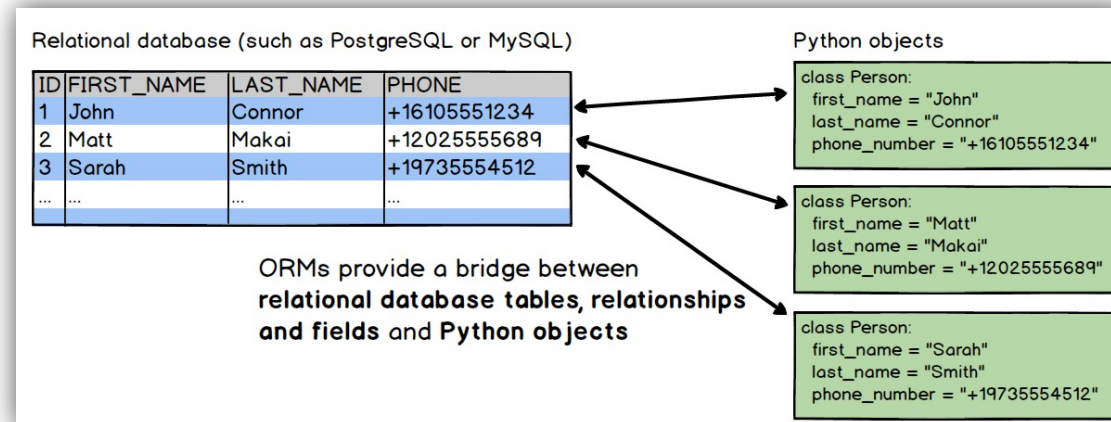 Relational database (such as PostgreSQL or MySQL)
ID FIRST_NAME LAST_NAME PHONE
1 John Connor +16105551234
2 Matt Makai +12025555689
3 Sarah Smith +19735554512
... ... ... ...
ORMs provide a bridge between
relational database tables, relationships
and fields and Python objects
Python objects
class Person:
first_name = "John"
last_name = "Connor"
phone_number = "+16105551234"
class Person:
first_name = "Matt"
last_name = "Makai"
phone_number = "+12025555689"
class Person:
first_name = "Sarah"
last_name = "Smith"
phone_number = "+19735554512"